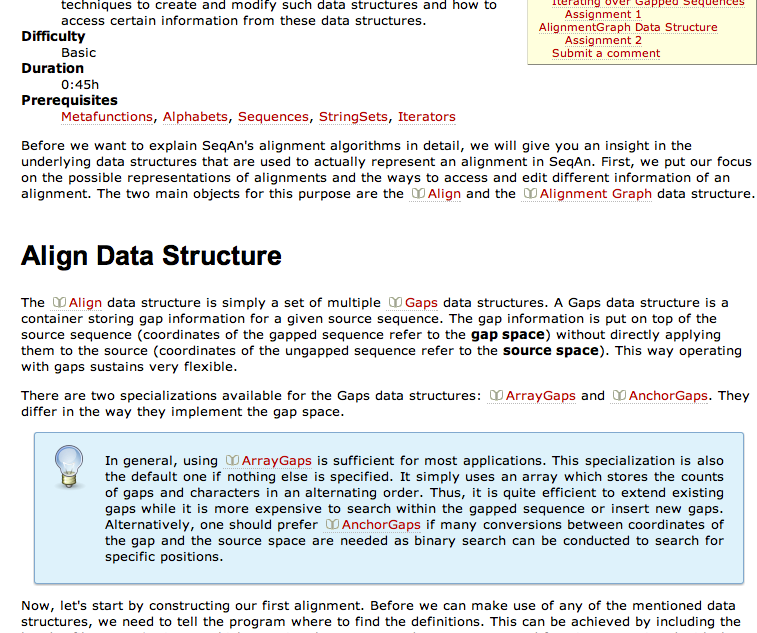 techniques to create and modify such data structures and how to
access certain information from these data structures.
Difficulty
Basic
Duration
0:45h
Prerequisites
Metafunctions, Alphabets, Sequences, StringSets, Iterators
Iterating over Gapped Sequences
Assignment 1
AlignmentGraph Data Structure
Assignment 2
Submit a comment
Before we want to explain SeqAn's alignment algorithms in detail, we will give you an insight in the
underlying data structures that are used to actually represent an alignment in SeqAn. First, we put our focus
on the possible representations of alignments and the ways to access and edit different information of an
alignment. The two main objects for this purpose are the Align and the Alignment Graph data structure.
Align Data Structure
The Align data structure is simply a set of multiple Gaps data structures. A Gaps data structure is a
container storing gap information for a given source sequence. The gap information is put on top of the
source sequence (coordinates of the gapped sequence refer to the gap space) without directly applying
them to the source (coordinates of the ungapped sequence refer to the source space). This way operating
with gaps sustains very flexible.
There are two specializations available for the Gaps data structures: ArrayGaps and AnchorGaps. They
differ in the way they implement the gap space.
In general, using ArrayGaps is sufficient for most applications. This specialization is also
the default one if nothing else is specified. It simply uses an array which stores the counts
of gaps and characters in an alternating order. Thus, it is quite efficient to extend existing
gaps while it is more expensive to search within the gapped sequence or insert new gaps.
Alternatively, one should prefer AnchorGaps if many conversions between coordinates of
the gap and the source space are needed as binary search can be conducted to search for
specific positions.
Now, let's start by constructing our first alignment. Before we can make use of any of the mentioned data
structures, we need to tell the program where to find the definitions. This can be achieved by including the